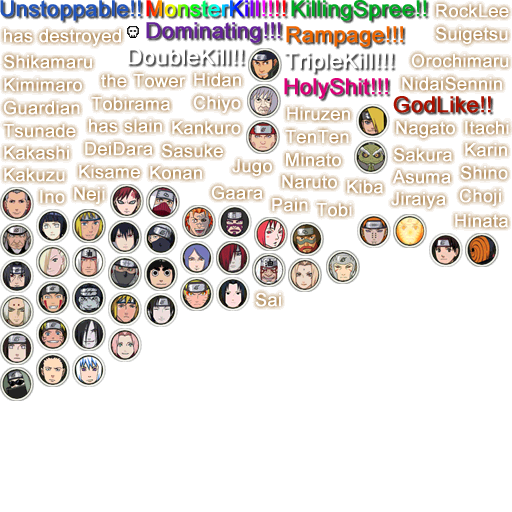 Unstoppable!! MonsterKill!!!! KillingSpree!! RockLee
has destroyed Dominating!!! Rampage!!! Suigetsu
Shikamaru DoubleKill!! TripleKill!!! Orochimaru
Kimimaro the Tower Hidan HolyShit!!! NidaiSennin
Guardian Tobirama Chiyo Hiruzen GodLike!!
Tsunade has slain Kankuro TenTen Nagato Itachi
Kakashi DeiDara Sasuke Minato Sakura Karin
Kakuzu Kisame Konan Jugo Naruto Kiba Asuma Shino
Ino Neji Gaara Pain Tobi Jiraiya Choji
Hinata
Sai